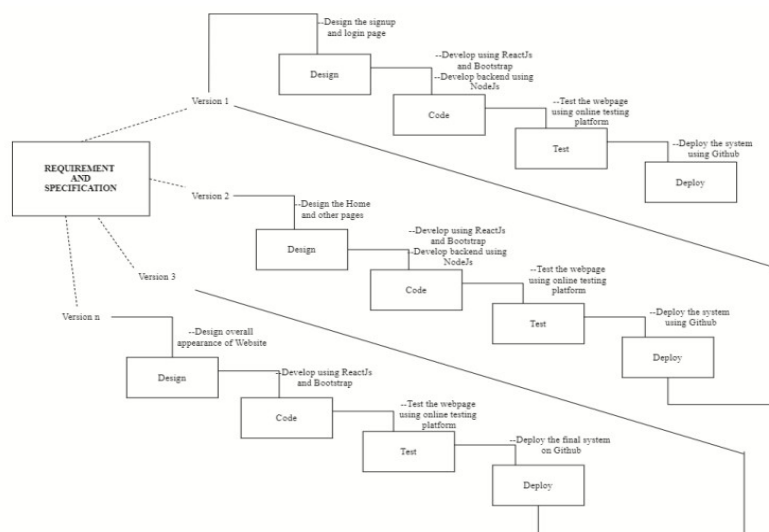 --Design the signup
and login page
Design
--Develop using ReactJs
and Bootstrap
--Develop backend using
NodeJs
Version 1
Code
--Test the webpage
using online testing
platform
Test
--Deploy the system
using Github
Deploy
REQUIREMENT
AND
SPECIFICATION
Version 2
--Design the Home
and other pages
Design
--Develop using ReactJs
and Bootstrap
--Develop backend using
NodeJs
Code
--Test the webpage
using online testing
platform
Test
--Deploy the system
using Github
Deploy
Version 3
Version n
--Design overall
appearance of Website
Design
--Develop using ReactJs
and Bootstrap
Code
--Test the webpage
using online testing
platform
Test
--Deploy the final system
on Github
Deploy